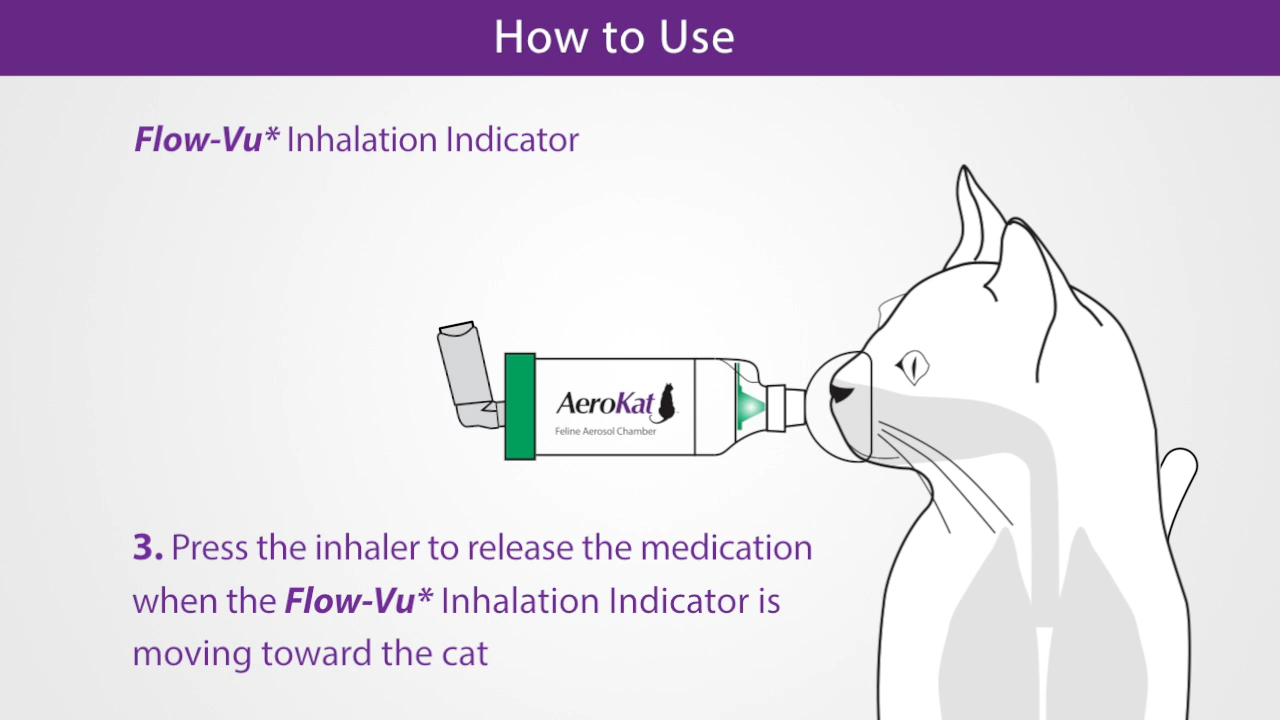 How to Use
Flow-Vu* Inhalation Indicator
AeroKat
Feline Aerosol Chamber
3. Press the inhaler to release the medication
when the Flow-Vu* Inhalation Indicator is
moving toward the cat